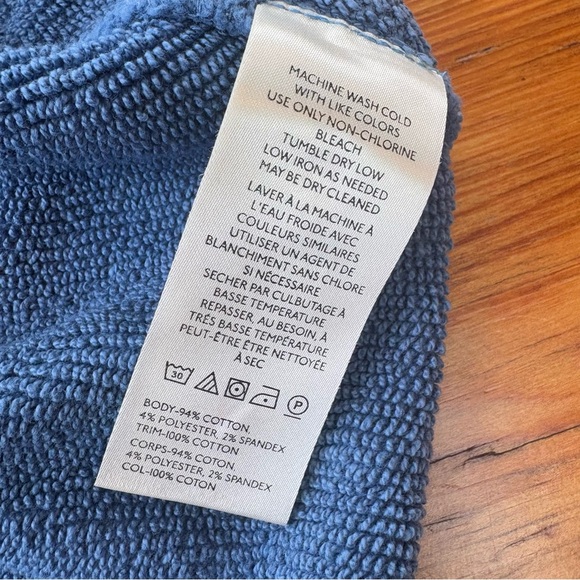 MACHINE WASH COLD
WITH LIKE COLORS
USE ONLY NON-CHLORINE
BLEACH
TUMBLE DRY LOW
LOW IRON AS NEEDED
MAY BE DRY CLEANED
LAVER À LA MACHINE À
L'EAU FROIDE AVEC
COULEURS SIMILAIRES
UTILISER UN AGENT DE
BLANCHIMENT SANS CHLORE
SI NÉCESSAIRE
SECHER PAR CULBUTAGE À
BASSE TEMPERATURE
REPASSER, AU BESOIN, À
TRÉS BASSE TEMPÉRATURE
PEUT-ÊTRE ÊTRE NETTOYÉE
À SEC
30 P
BODY-94% COTTON,
4% POLYESTER, 2% SPANDEX
TRIM-100% COTTON
CORPS-94% COTON,
4% POLYESTER, 2% SPANDEX
COL-100% COTON